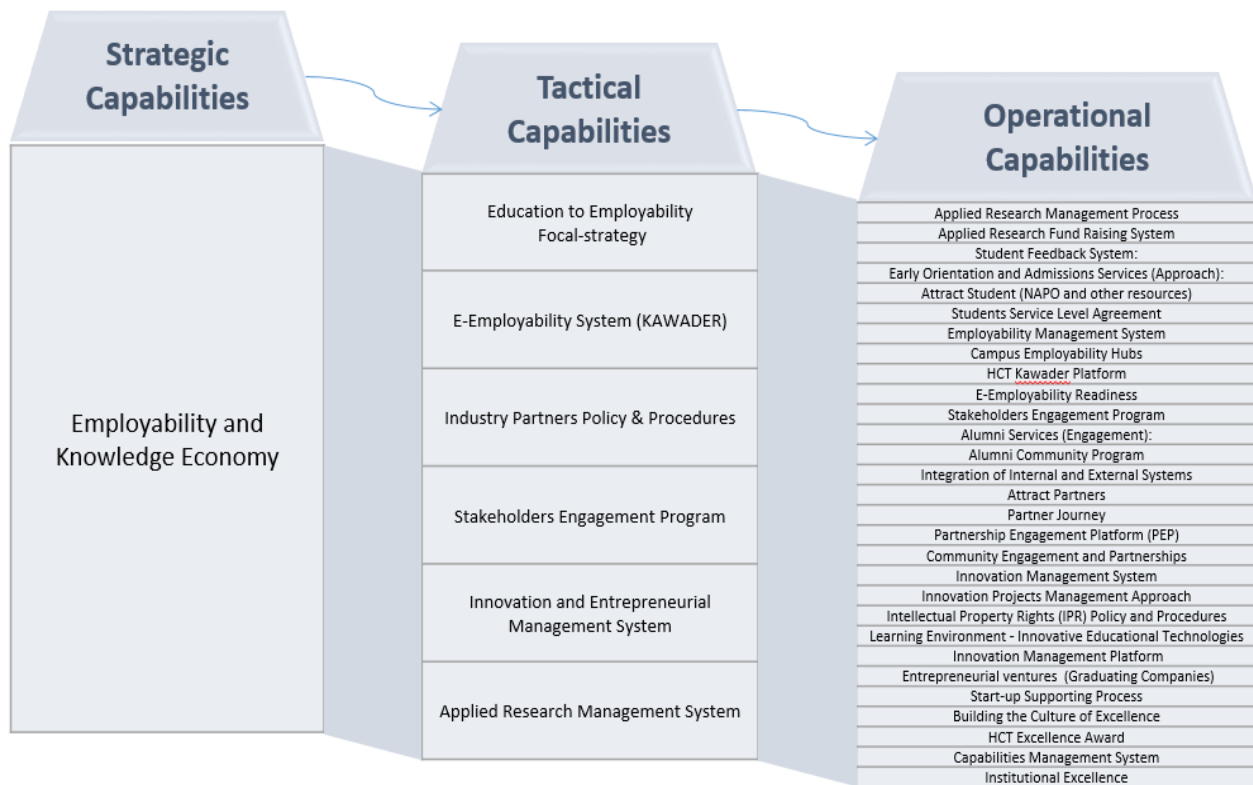 Strategic
Capabilities
Employability and
Knowledge Economy
Tactical
Capabilities
Education to Employability
Focal-strategy
E-Employability System (KAWADER)
Industry Partners Policy & Procedures
Stakeholders Engagement Program
Innovation and Entrepreneurial
Management System
Applied Research Management System
Operational
Capabilities
Applied Research Management Process
Applied Research Fund Raising System
Student Feedback System:
Early Orientation and Admissions Services (Approach):
Attract Student (NAPO and other resources)
Students Service Level Agreement
Employability Management System
Campus Employability Hubs
HCT Kawader Platform
E-Employability Readiness
Stakeholders Engagement Program
Alumni Services (Engagement):
Alumni Community Program
Integration of Internal and External Systems
Attract Partners
Partner Journey
Partnership Engagement Platform (PEP)
Community Engagement and Partnerships
Innovation Management System
Innovation Projects Management Approach
Intellectual Property Rights (IPR) Policy and Procedures
Learning Environment - Innovative Educational Technologies
Innovation Management Platform
Entrepreneurial ventures (Graduating Companies)
Start-up Supporting Process
Building the Culture of Excellence
HCT Excellence Award
Capabilities Management System
Institutional Excellence